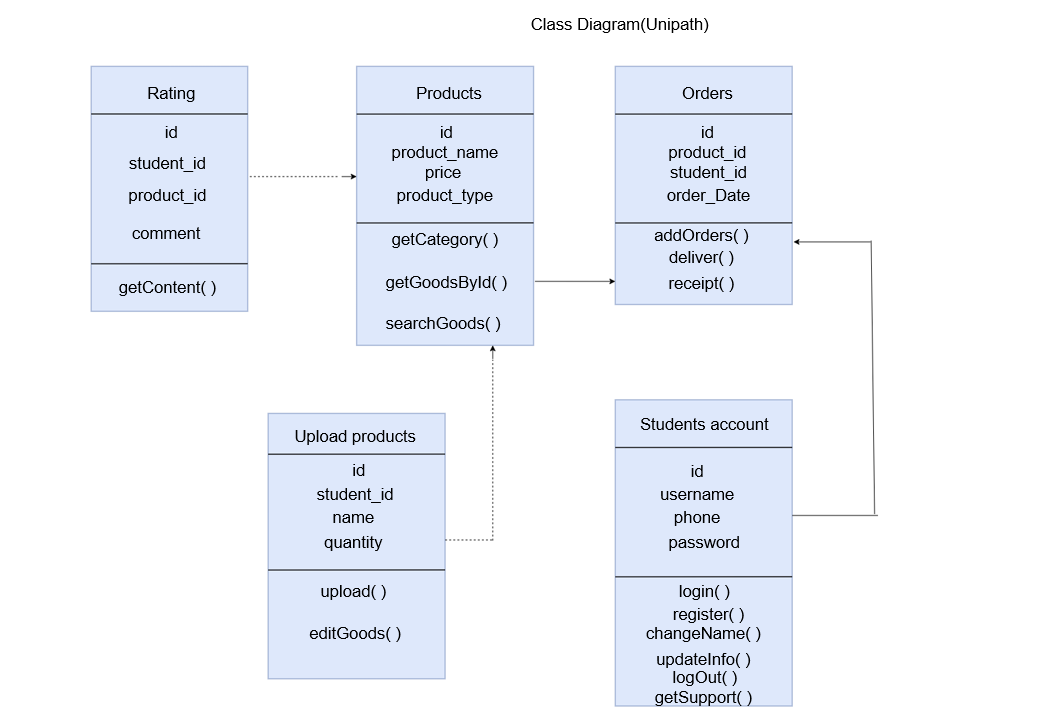 Class Diagram(Unipath)
Rating
id
student_id
product_id
comment
getContent( )
Products
id
product_name
price
product_type
getCategory( )
getGoodsById( )
searchGoods( )
Orders
id
product_id
student_id
order_Date
addOrders( )
deliver( )
receipt( )
Upload products
id
student_id
name
quantity
upload( )
editGoods( )
Students account
id
username
phone
password
login( )
register( )
changeName( )
updateInfo( )
logOut( )
getSupport( )